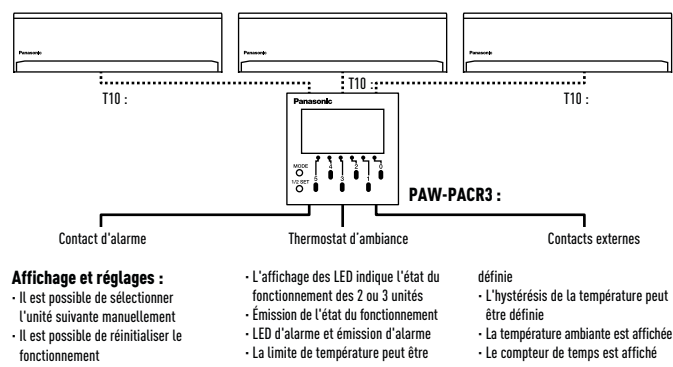 Panasonic
Panasonic
Panasonic
T10 :
T10 :
T10 :
Panasonic
MODE
4
2
0
1/2 SET
5
3
1
PAW-PACR3 :
Contact d'alarme
Thermostat d'ambiance
Contacts externes
Affichage et réglages :
· Il est possible de sélectionner
l'unité suivante manuellement
· Il est possible de réinitialiser le
fonctionnement
· L'affichage des LED indique l'état du
fonctionnement des 2 ou 3 unités
· Émission de l'état du fonctionnement
· LED d'alarme et émission d'alarme
· La limite de température peut être
définie
· L'hystérésis de la température peut
être définie
· La température ambiante est affichée
· Le compteur de temps est affiché